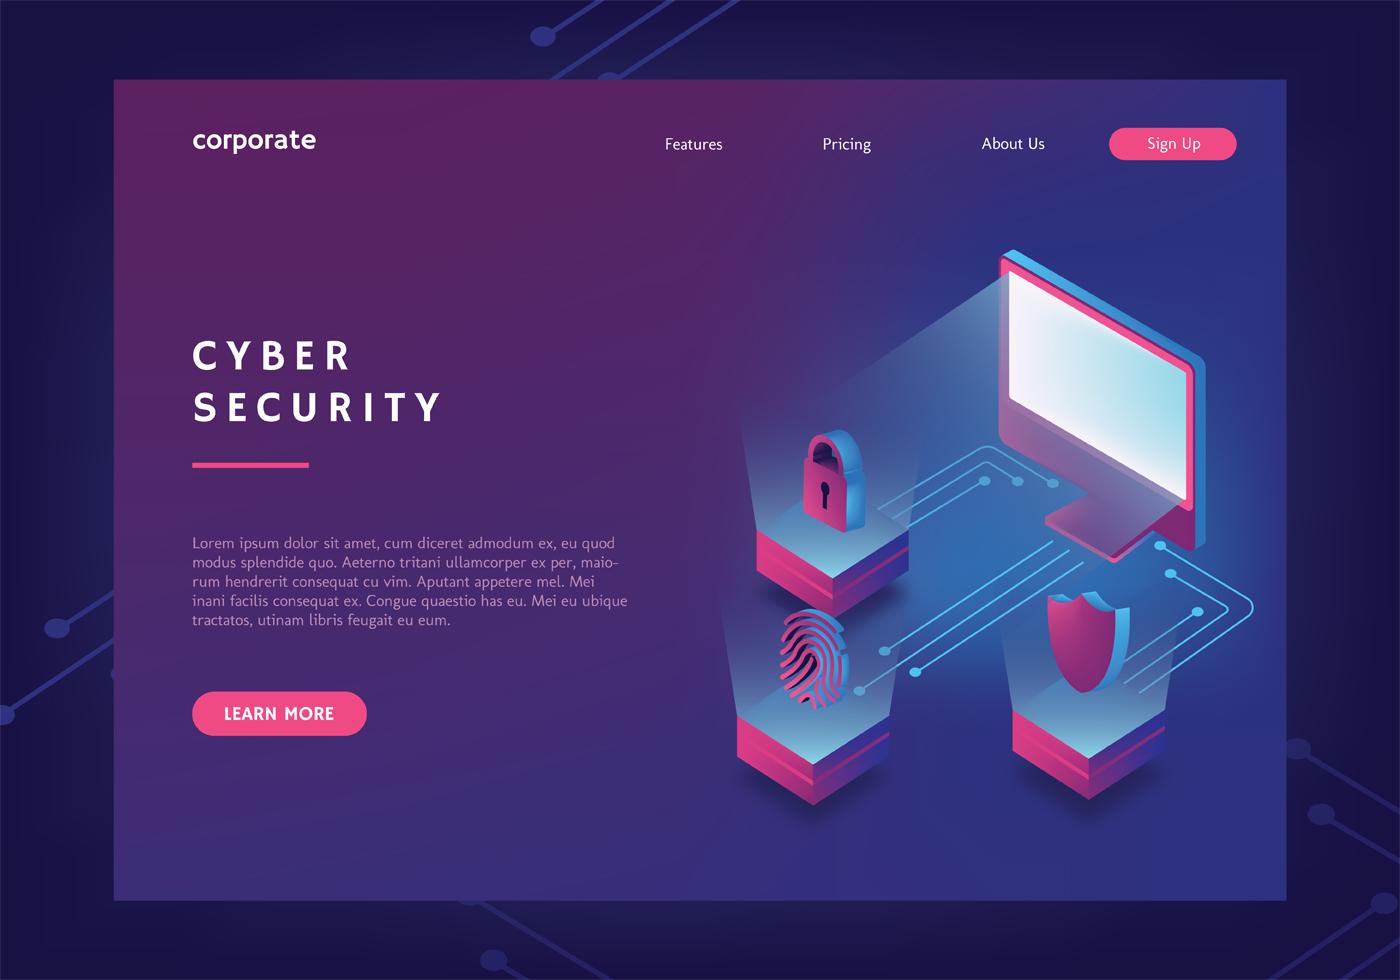 corporate
Features
Pricing
About Us
Sign Up
CYBER
SECURITY
Lorem ipsum dolor sit amet, cum diceret admodum ex, eu quod
modus splendide quo. Aeterno tritani ullamcorper ex per, maio-
rum hendrerit consequat cu vim. Aputant appetere mel. Mei
inani facilis consequat ex. Congue quaestio has eu. Mei eu ubique
tractatos, utinam libris feugait eu eum.
LEARN MORE